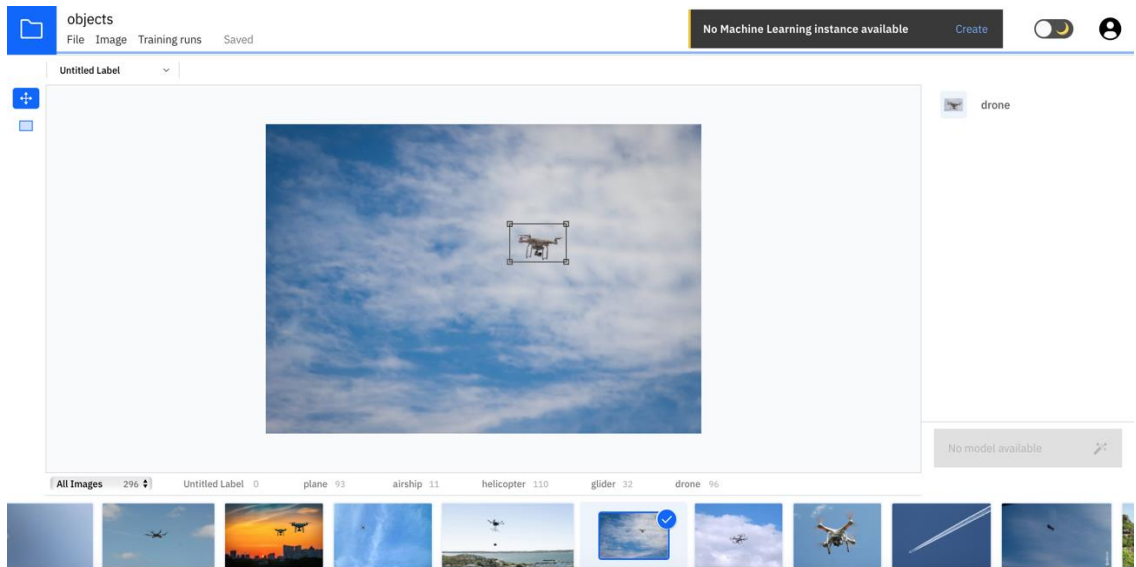 objects
File Image Training runs Saved
No Machine Learning instance available Create
Untitled Label
drone
No model available
All Images 296 Untitled Label 0 plane 93 airship 11 helicopter 110 glider 32 drone 96